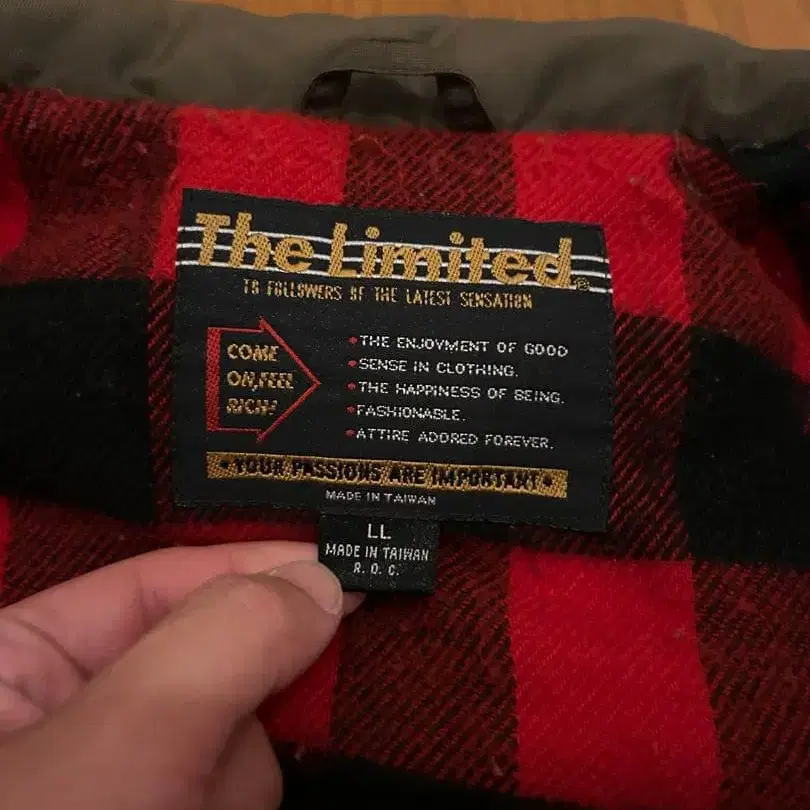 The Limited®
TO FOLLOWERS OF THE LATEST SENSATION
COME
ON,FEEL
RICH!
•THE ENJOYMENT OF GOOD
•SENSE IN CLOTHING.
•THE HAPPINESS OF BEING.
•FASHIONABLE.
•ATTIRE ADORED FOREVER.
•YOUR PASSIONS ARE IMPORTANT•
MADE IN TAIWAN
LL
MADE IN TAIWAN
R.O.C.